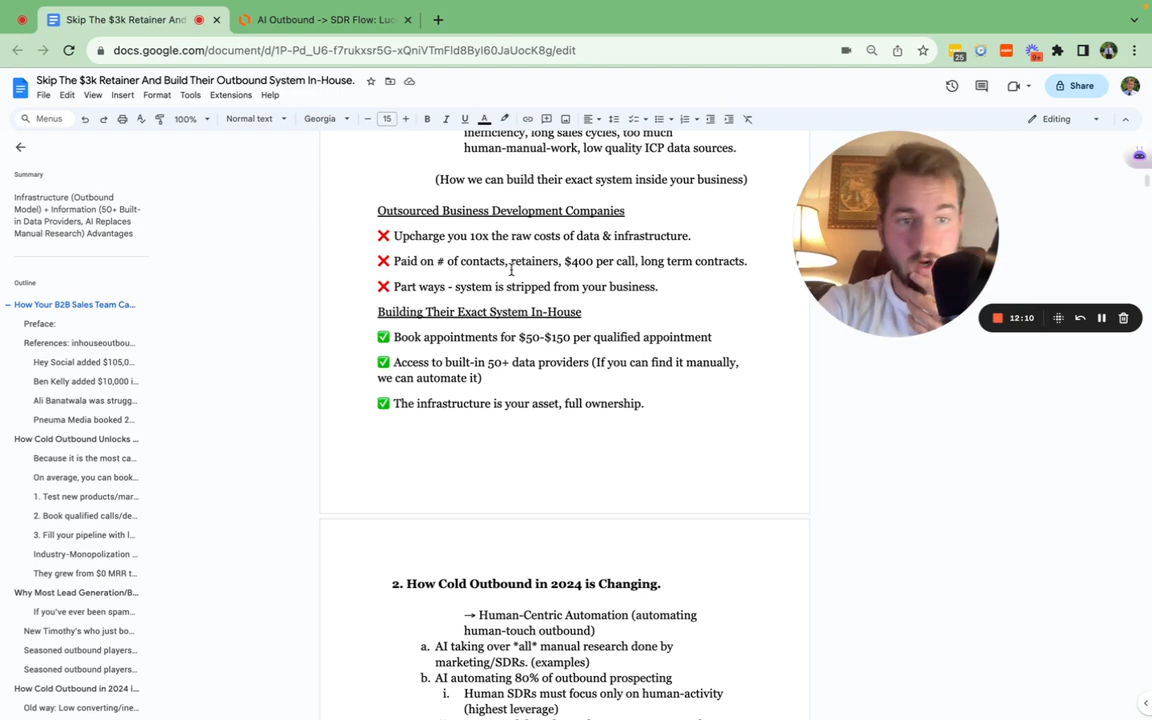 Skip The $3k Retainer And
AI Outbound -> SDR Flow: Luc
docs.google.com/document/d/1P-Pd_U6-f7rukxsr5G-xQniVTmFld8Byl60JaUocK8g/edit
25
9+
Skip The $3k Retainer And Build Their Outbound System In-House.
File Edit View Insert Format Tools Extensions Help
Share
Menus
100%
Normal text
Georgia
15
B I U A
Editing
Summary
Infrastructure (Outbound
Model) + Information (50+ Built-
in Data Providers, AI Replaces
Manual Research) Averages
Outline
How Your B2B Sales Team Ca...
Preface:
References: inhouseoutbou...
Hey Social added $105,0...
Ben Kelly added $10,000 i...
Ali Banatwala was strugg...
Pneuma Media booked 2...
How Cold Outbound Unlocks ...
Because it is the most ca...
On average, you can book...
1. Test new products/mar...
2. Book qualified calls/de...
3. Fill your pipeline with l...
Industry-Monopolization ...
They grew from $0 MRR t...
Why Most Lead Generation/B...
If you've ever been spam...
New Timothy's who just bo...
Seasoned outbound players...
Seasoned outbound players...
How Cold Outbound in 2024 i...
Old way: Low converting/ine...
inefficiency, long sales cycles, too much
human-manual-work, low quality ICP data sources.
(How we can build their exact system inside your business)
Outsourced Business Development Companies
❌ Upcharge you 10x the raw costs of data & infrastructure.
❌ Paid on # of contacts, retainers, $400 per call, long term contracts.
❌ Part ways - system is stripped from your business.
Building Their Exact System In-House
✅ Book appointments for $50-$150 per qualified appointment
✅ Access to built-in 50+ data providers (If you can find it manually,
we can automate it)
✅ The infrastructure is your asset, full ownership.
2. How Cold Outbound in 2024 is Changing.
→ Human-Centric Automation (automating
human-touch outbound)
a. AI taking over *all* manual research done by
marketing/SDRs. (examples)
b. AI automating 80% of outbound prospecting
i. Human SDRs must focus only on human-activity
(highest leverage)
12:10